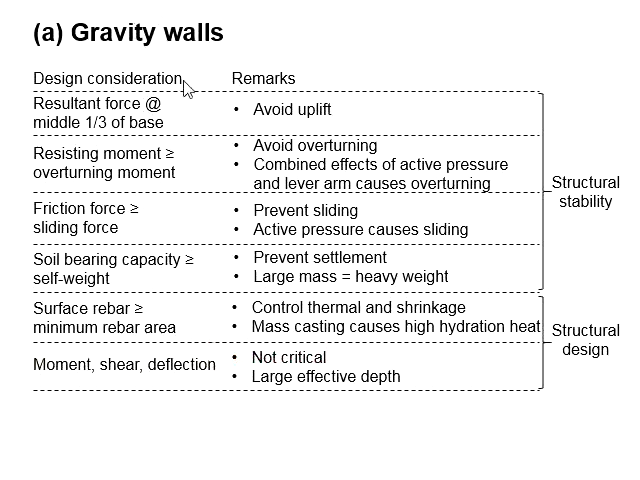 (a) Gravity walls
Design consideration Remarks
Resultant force @
middle 1/3 of base
• Avoid uplift
Resisting moment ≥
overturning moment
• Avoid overturning
• Combined effects of active pressure
and lever arm causes overturning
Friction force ≥
sliding force
• Prevent sliding
• Active pressure causes sliding
Soil bearing capacity ≥
self-weight
• Prevent settlement
• Large mass = heavy weight
Structural
stability
Surface rebar ≥
minimum rebar area
• Control thermal and shrinkage
• Mass casting causes high hydration heat
Moment, shear, deflection
• Not critical
• Large effective depth
Structural
design